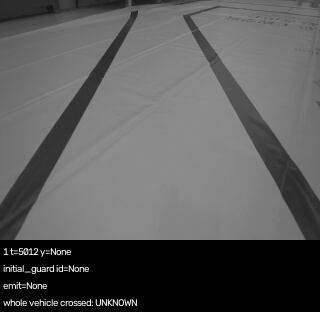 1 t=5012 y=None
initial_guard id=None
emit=None
whole vehicle crossed: UNKNOWN